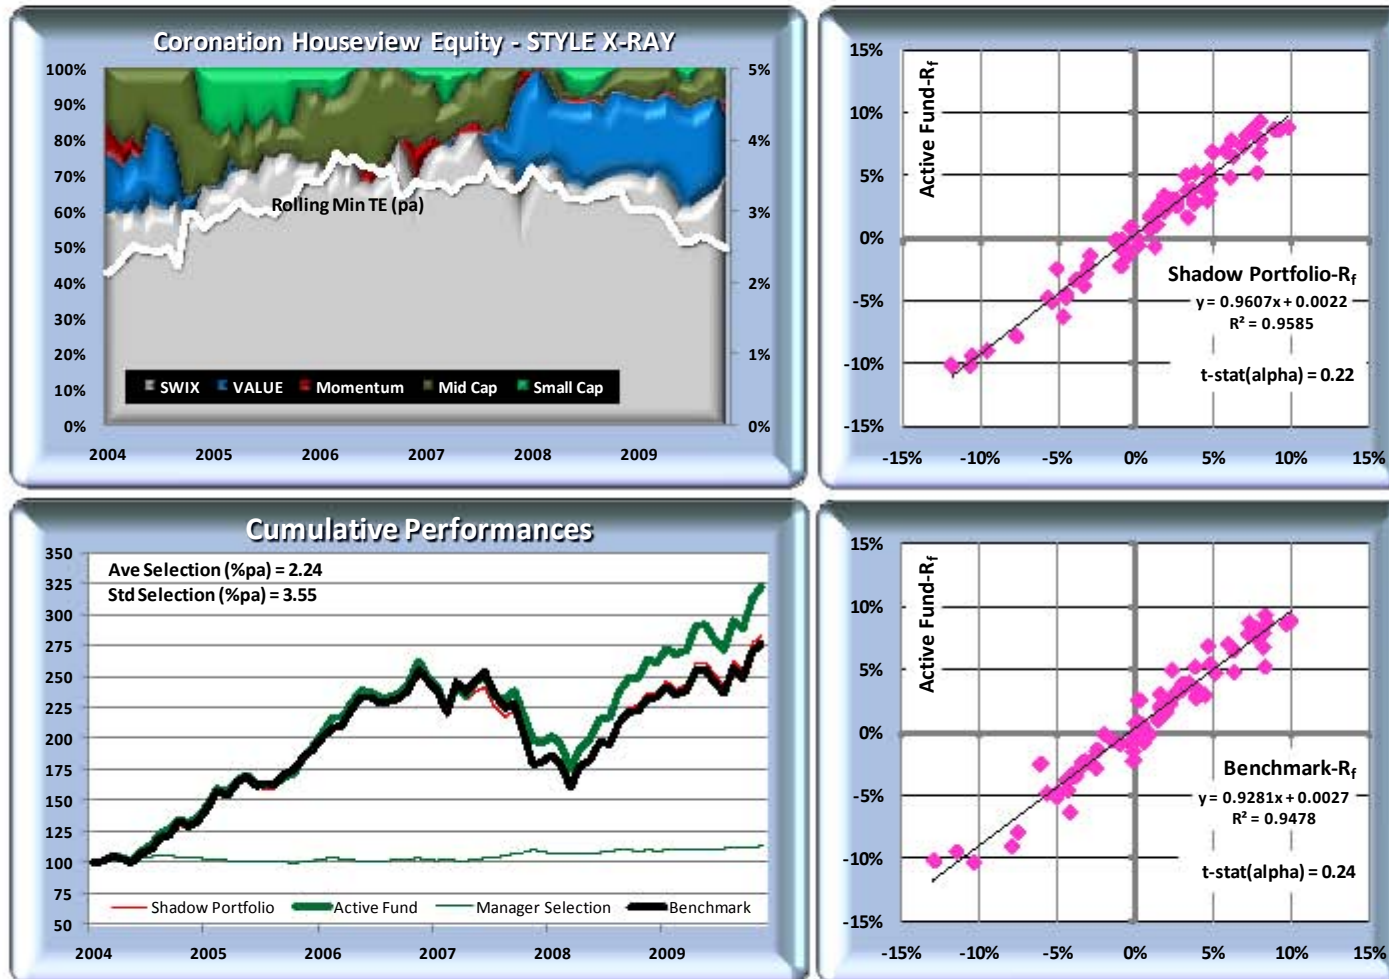 Coronation Houseview Equity - STYLE X-RAY
100%
90%
80%
70%
60%
50%
40%
30%
20%
10%
0%
5%
4%
3%
2%
1%
0%
Rolling Min TE (pa)
SWIX VALUE Momentum Mid Cap Small Cap
2004 2005 2006 2007 2008 2009
15%
10%
5%
0%
-5%
-10%
-15%
Active Fund-Rf
Shadow Portfolio-Rf
y = 0.9607x + 0.0022
R² = 0.9585
t-stat(alpha) = 0.22
-15% -10% -5% 0% 5% 10% 15%
Cumulative Performances
350
325
300
275
250
225
200
175
150
125
100
75
50
Ave Selection (%pa) = 2.24
Std Selection (%pa) = 3.55
Shadow Portfolio Active Fund Manager Selection Benchmark
2004 2005 2006 2007 2008 2009
15%
10%
5%
0%
-5%
-10%
-15%
Active Fund-Rf
Benchmark-Rf
y = 0.9281x + 0.0027
R² = 0.9478
t-stat(alpha) = 0.24
-15% -10% -5% 0% 5% 10% 15%